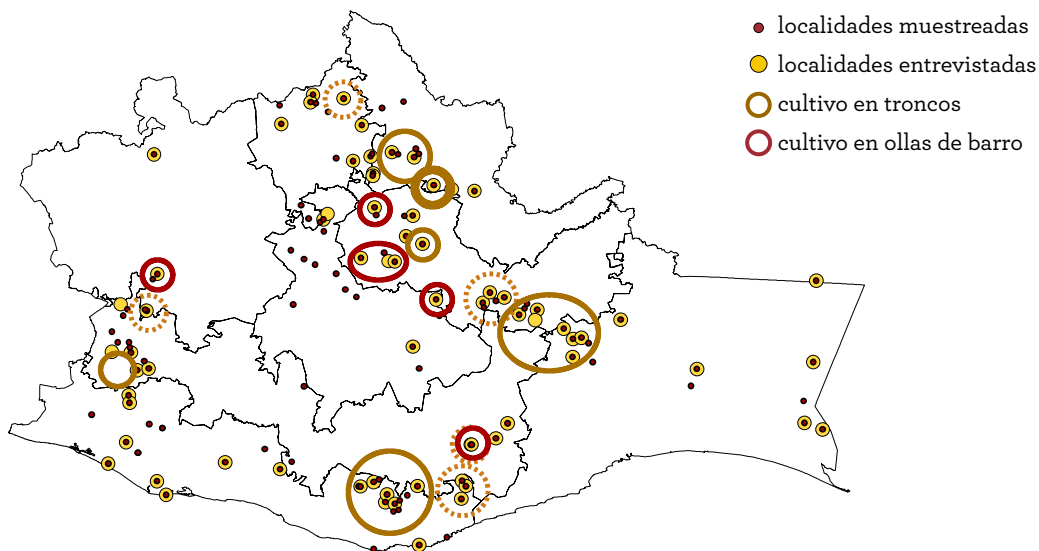 localidades muestreadas
localidades entrevistadas
cultivo en troncos
cultivo en ollas de barro